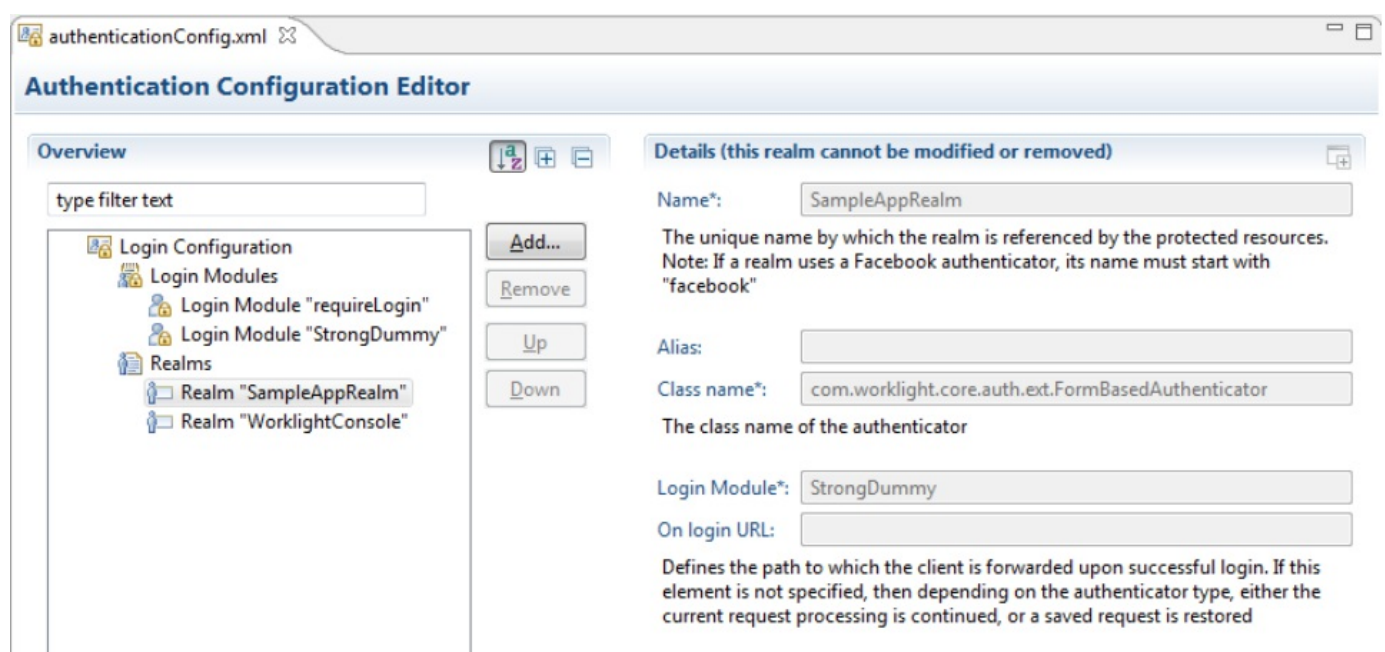 authenticationConfig.xml
Authentication Configuration Editor
Overview
type filter text
Login Configuration
Login Modules
Login Module "requireLogin"
Login Module "StrongDummy"
Realms
Realm "SampleAppRealm"
Realm "WorklightConsole"
Add...
Remove
Up
Down
Details (this realm cannot be modified or removed)
Name*: SampleAppRealm
The unique name by which the realm is referenced by the protected resources.
Note: If a realm uses a Facebook authenticator, its name must start with
"facebook"
Alias:
Class name*: com.worklight.core.auth.ext.FormBasedAuthenticator
The class name of the authenticator
Login Module*: StrongDummy
On login URL:
Defines the path to which the client is forwarded upon successful login. If this
element is not specified, then depending on the authenticator type, either the
current request processing is continued, or a saved request is restored